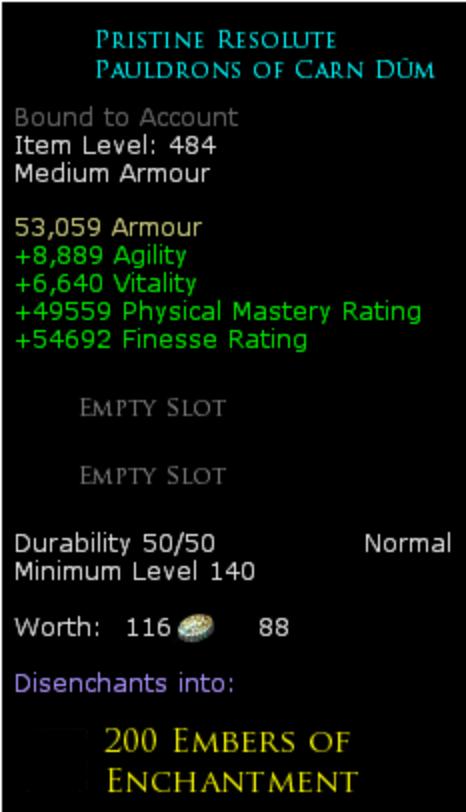 Pristine Resolute
Pauldrons of Carn Dûm
Bound to Account
Item Level: 484
Medium Armour
53,059 Armour
+8,889 Agility
+6,640 Vitality
+49559 Physical Mastery Rating
+54692 Finesse Rating
Empty Slot
Empty Slot
Durability 50/50 Normal
Minimum Level 140
Worth: 116 88
Disenchants into:
200 Embers of
Enchantment